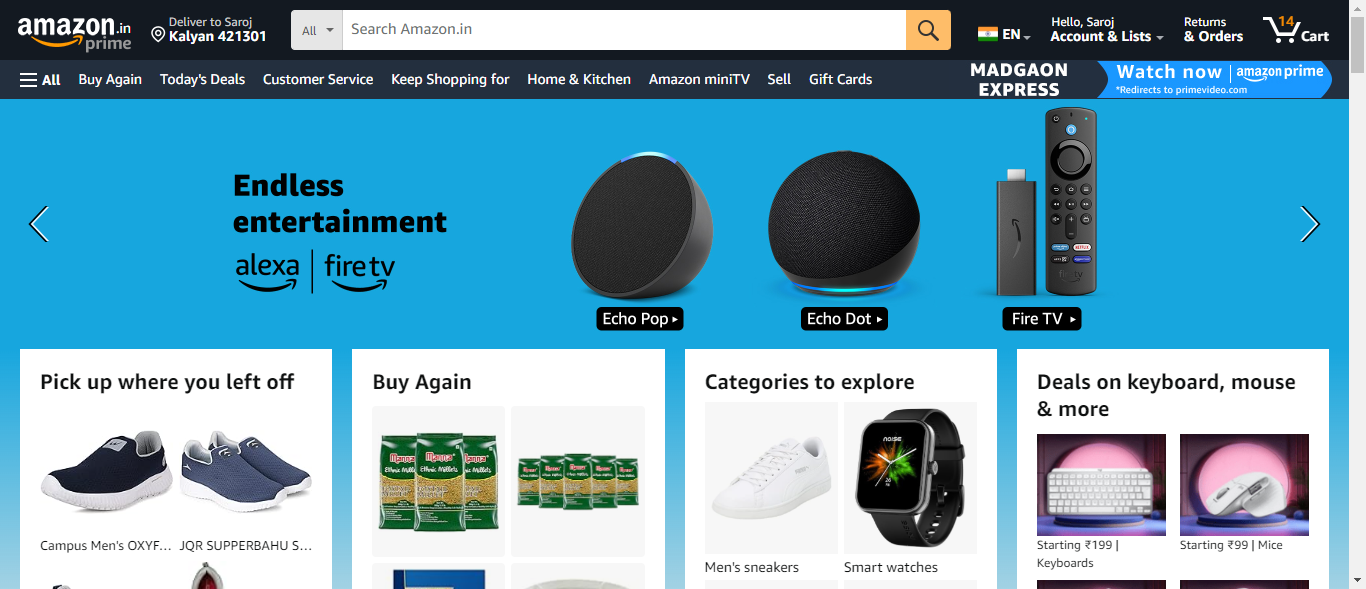 amazon.in
prime
Deliver to Saroj
Kalyan 421301
All
Search Amazon.in
EN
Hello, Saroj
Account & Lists
Returns
& Orders
14
Cart
All
Buy Again
Today's Deals
Customer Service
Keep Shopping for
Home & Kitchen
Amazon miniTV
Sell
Gift Cards
MADGAON
EXPRESS
Watch now | amazon prime
*Redirects to primevideo.com
Endless
entertainment
alexa | fire tv
Echo Pop
Echo Dot
Fire TV
Pick up where you left off
Campus Men's OXYF...
JQR SUPPERBAHU S...
Buy Again
Manna
Ethnic Millets
Categories to explore
NOISE
Men's sneakers
Smart watches
Deals on keyboard, mouse
& more
Starting ₹199 |
Keyboards
Starting ₹99 | Mice